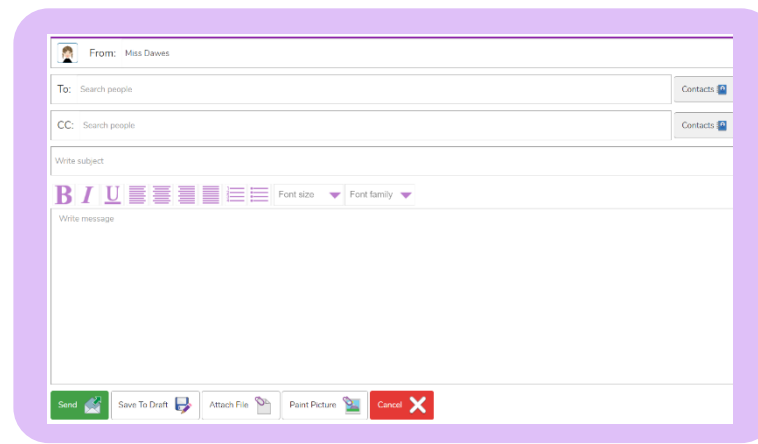 From: Miss Dawes
To: Search people Contacts
CC: Search people Contacts
Write subject
B I U Font size Font family
Write message
Send Save To Draft Attach File Paint Picture Cancel